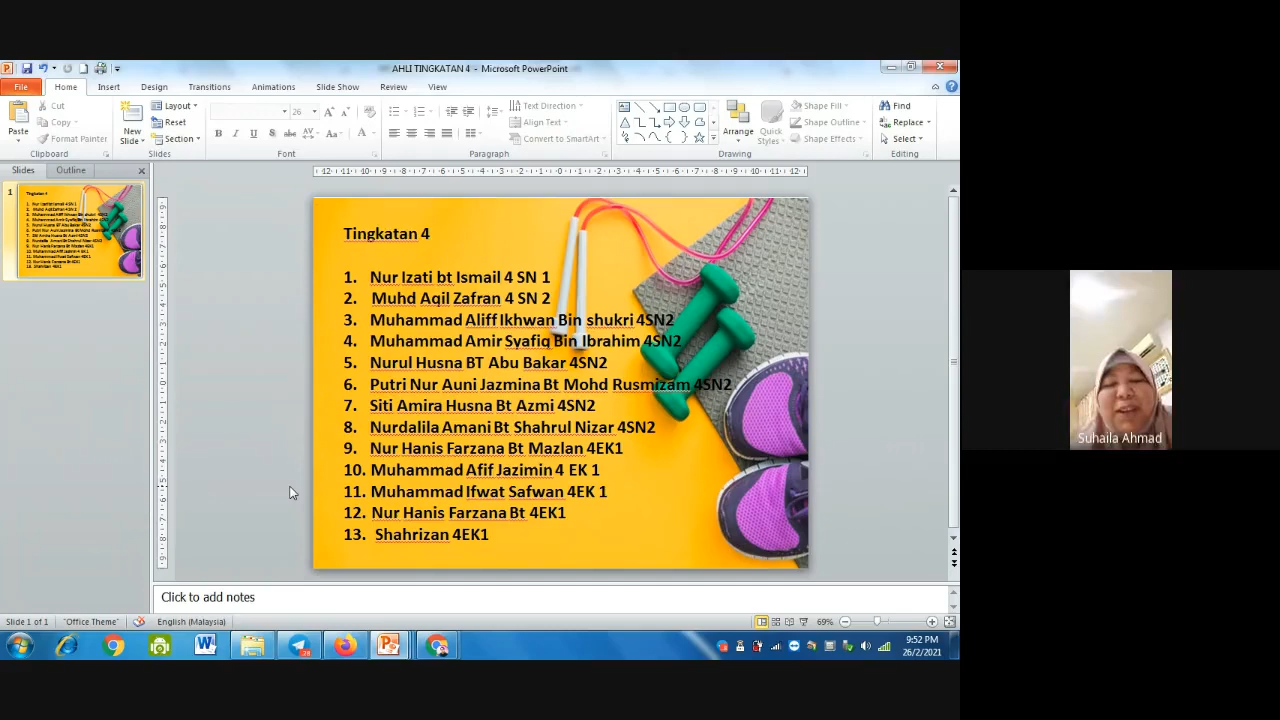 AHLI TINGKATAN 4 - Microsoft PowerPoint
File Home Insert Design Transitions Animations Slide Show Review View
Paste
Cut
Copy
Format Painter
Clipboard
New Slide
Layout
Reset
Section
Slides
26
Font
Text Direction
Align Text
Convert to SmartArt
Paragraph
Arrange
Quick Styles
Shape Fill
Shape Outline
Shape Effects
Drawing
Find
Replace
Select
Editing
Slides Outline
1
Tingkatan 4
1. Nur Izati bt Ismail 4 SN 1
2. Muhd Aqil Zafran 4 SN 2
3. Muhammad Aliff Ikhwan Bin shukri 4SN2
4. Muhammad Amir Syafiq Bin Ibrahim 4SN2
5. Nurul Husna BT Abu Bakar 4SN2
6. Putri Nur Auni Jazmina Bt Mohd Rusmizam 4SN2
7. Siti Amira Husna Bt Azmi 4SN2
8. Nurdalila Amani Bt Shahrul Nizar 4SN2
9. Nur Hanis Farzana Bt Mazlan 4EK1
10. Muhammad Afif Jazimin 4 EK 1
11. Muhammad Ifwat Safwan 4EK 1
12. Nur Hanis Farzana Bt 4EK1
13. Shahrizan 4EK1
Suhaila Ahmad
Click to add notes
Slide 1 of 1 "Office Theme" English (Malaysia) 69%
9:52 PM
26/2/2021